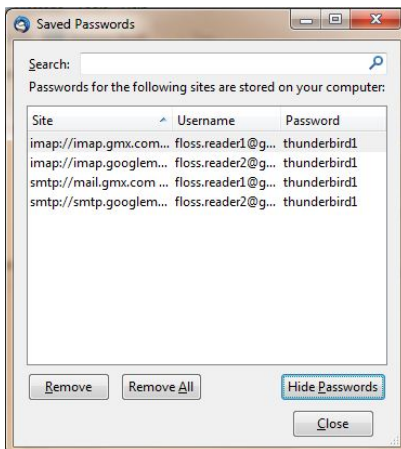 Saved Passwords
Search:
Passwords for the following sites are stored on your computer:
Site Username Password
imap://imap.gmx.com... floss.reader1@g... thunderbird1
imap://imap.googlem... floss.reader2@g... thunderbird1
smtp://mail.gmx.com ... floss.reader1@g... thunderbird1
smtp://smtp.googlem... floss.reader2@g... thunderbird1
Remove Remove All Hide Passwords
Close